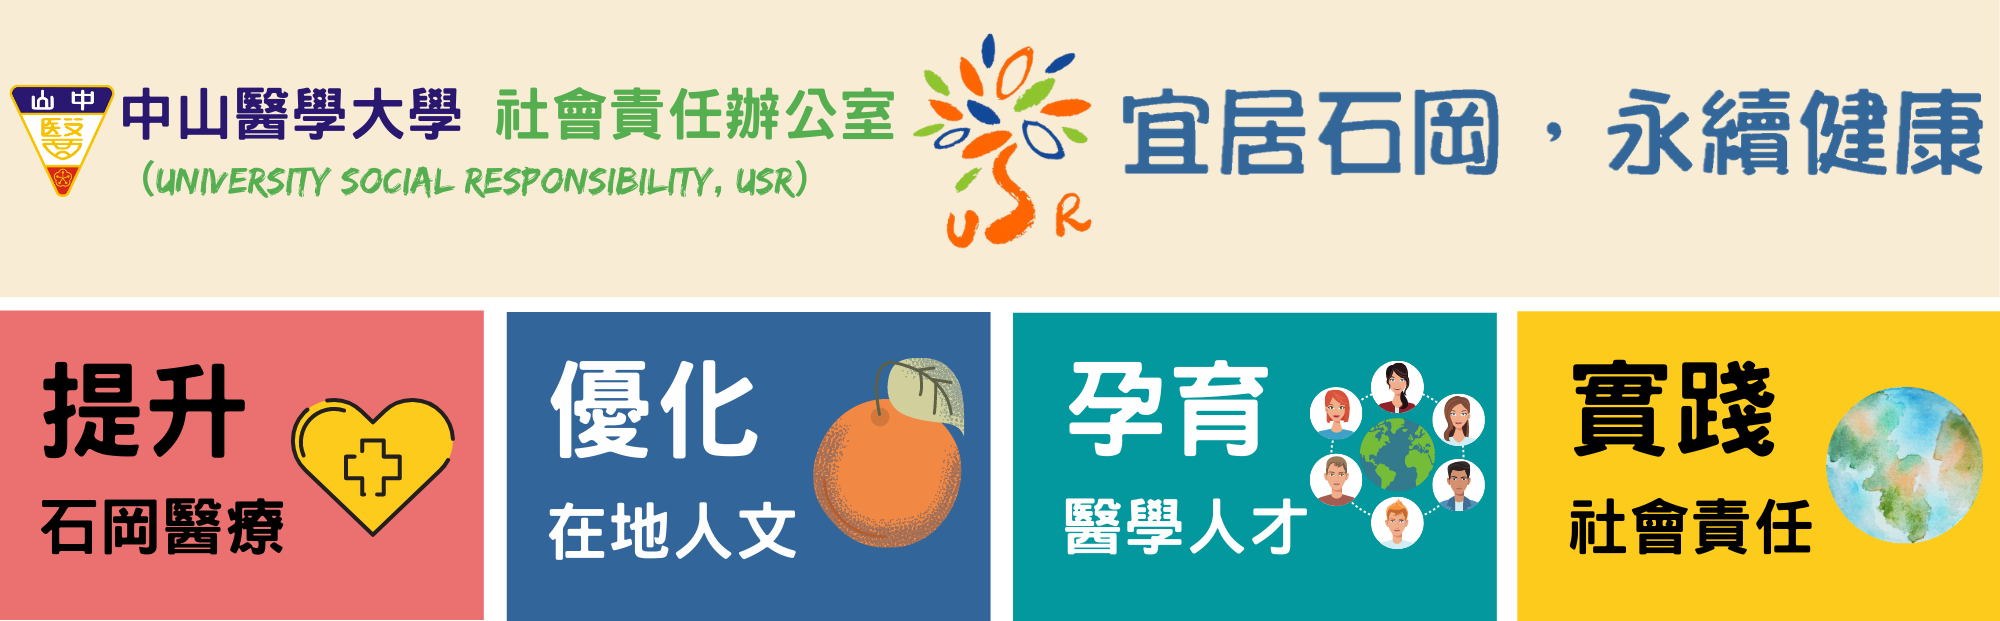 山 中
醫
中山醫學大學 社會責任辦公室
(UNIVERSITY SOCIAL RESPONSIBILITY, USR)
USR
宜居石岡，永續健康
提升
石岡醫療
優化
在地人文
孕育
醫學人才
實踐
社會責任